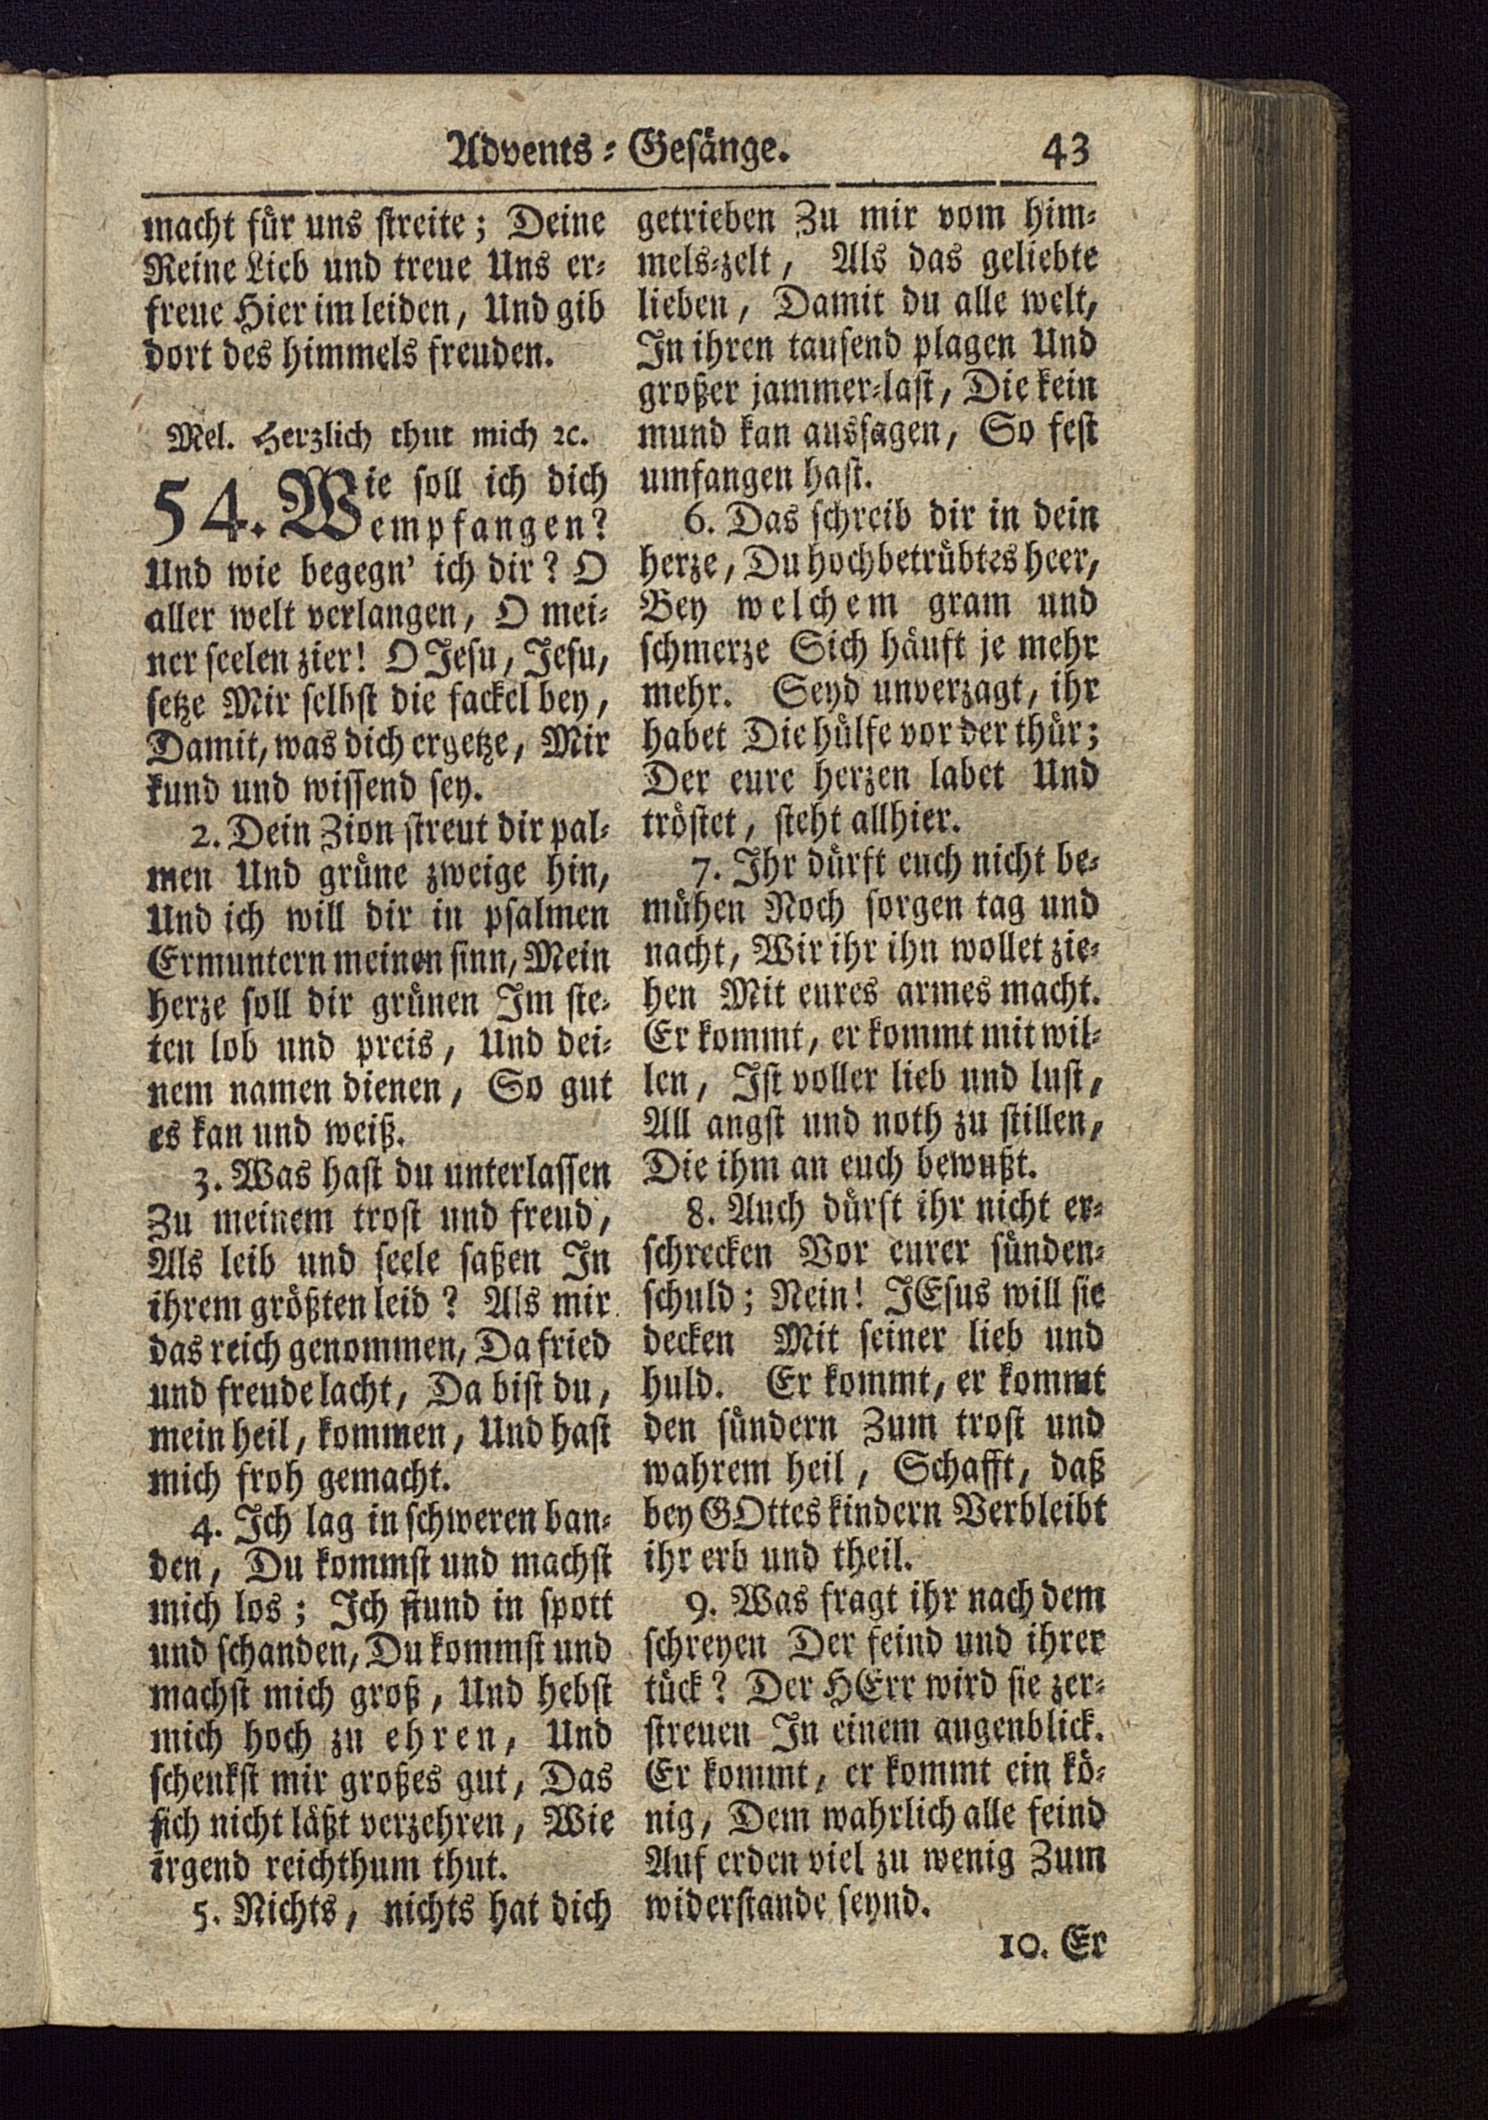 Advents-Gesänge. 43
macht für uns streite; Deine
Reine Lieb und treue Uns er-
freue Hier im leiden, Und gib
dort des himmels freuden.
Mel. Herzlich thut mich ꝛc.
54. Wie soll ich dich
empfangen?
Und wie begegn' ich dir? O
aller welt verlangen, O mei-
ner seelen zier! O Jesu, Jesu,
setze Mir selbst die fackel bey,
Damit, was dich ergetze, Mir
kund und wissend sey.
2. Dein Zion streut dir pal-
men Und grüne zweige hin,
Und ich will dir in psalmen
Ermuntern meinen sinn, Mein
herze soll dir grünen Im ste-
ten lob und preis, Und dei-
nem namen dienen, So gut
es kan und weiß.
3. Was hast du unterlassen
Zu meinem trost und freud,
Als leib und seele saßen In
ihrem größten leid? Als mir
das reich genommen, Da fried
und freude lacht, Da bist du,
mein heil, kommen, Und hast
mich froh gemacht.
4. Ich lag in schweren ban-
den, Du kommst und machst
mich los; Ich stund in spott
und schanden, Du kommst und
machst mich groß, Und hebst
mich hoch zu ehren, Und
schenkst mir großes gut, Das
sich nicht läßt verzehren, Wie
irgend reichthum thut.
5. Nichts, nichts hat dich
getrieben Zu mir vom him-
mels-zelt, Als das geliebte
lieben, Damit du alle welt,
In ihren tausend plagen Und
großer jammer-last, Die kein
mund kan aussagen, So fest
umfangen hast.
6. Das schreib dir in dein
herze, Du hochbetrübtes heer,
Bey welchem gram und
schmerze Sich häuft je mehr
mehr. Seyd unverzagt, ihr
habet Die hülfe vor der thür;
Der eure herzen labet Und
tröstet, steht allhier.
7. Ihr dürft euch nicht be-
mühen Noch sorgen tag und
nacht, Wir ihr ihn wollet zie-
hen Mit eures armes macht.
Er kommt, er kommt mit wil-
len, Ist voller lieb und lust,
All angst und noth zu stillen,
Die ihm an euch bewußt.
8. Auch dürft ihr nicht er-
schrecken Vor eurer sünden-
schuld; Nein! JEsus will sie
decken Mit seiner lieb und
huld. Er kommt, er kommt
den sündern Zum trost und
wahrem heil, Schafft, daß
bey GOttes kindern Verbleibt
ihr erb und theil.
9. Was fragt ihr nach dem
schreyen Der feind und ihrer
tück? Der HErr wird sie zer-
streuen In einem augenblick.
Er kommt, er kommt ein kö-
nig, Dem wahrlich alle feind
Auf erden viel zu wenig Zum
widerstande seynd.
10. Er